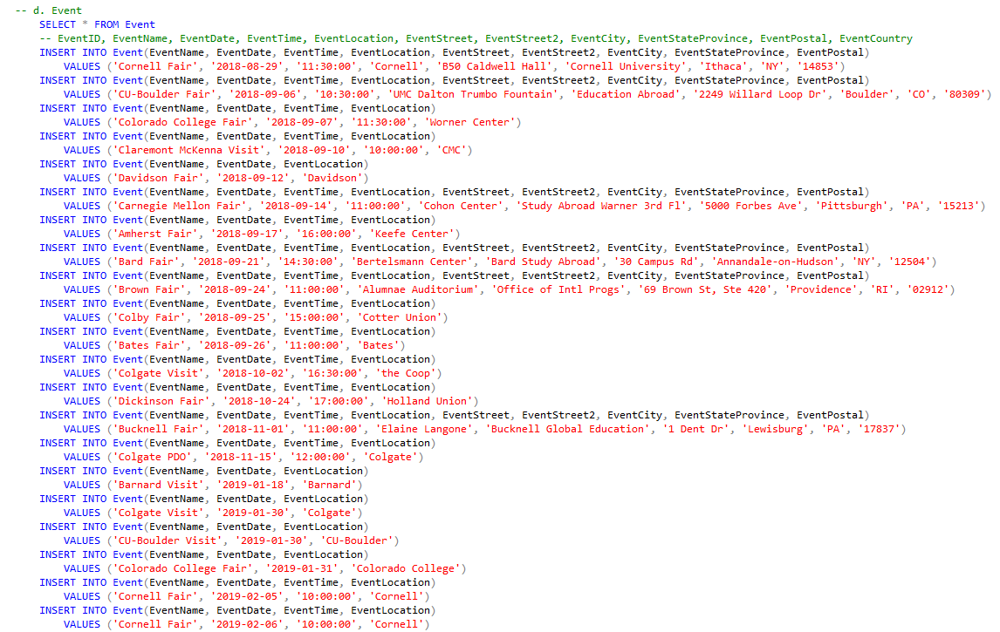 -- d. Event
SELECT * FROM Event
-- EventID, EventName, EventDate, EventTime, EventLocation, EventStreet, EventStreet2, EventCity, EventStateProvince, EventPostal, EventCountry
INSERT INTO Event(EventName, EventDate, EventTime, EventLocation, EventStreet, EventStreet2, EventCity, EventStateProvince, EventPostal)
VALUES ('Cornell Fair', '2018-08-29', '11:30:00', 'Cornell', 'B50 Caldwell Hall', 'Cornell University', 'Ithaca', 'NY', '14853')
INSERT INTO Event(EventName, EventDate, EventTime, EventLocation, EventStreet, EventStreet2, EventCity, EventStateProvince, EventPostal)
VALUES ('CU-Boulder Fair', '2018-09-06', '10:30:00', 'UMC Dalton Trumbo Fountain', 'Education Abroad', '2249 Willard Loop Dr', 'Boulder', 'CO', '80309')
INSERT INTO Event(EventName, EventDate, EventTime, EventLocation)
VALUES ('Colorado College Fair', '2018-09-07', '11:30:00', 'Worner Center')
INSERT INTO Event(EventName, EventDate, EventTime, EventLocation)
VALUES ('Claremont McKenna Visit', '2018-09-10', '10:00:00', 'CMC')
INSERT INTO Event(EventName, EventDate, EventLocation)
VALUES ('Davidson Fair', '2018-09-12', 'Davidson')
INSERT INTO Event(EventName, EventDate, EventTime, EventLocation, EventStreet, EventStreet2, EventCity, EventStateProvince, EventPostal)
VALUES ('Carnegie Mellon Fair', '2018-09-14', '11:00:00', 'Cohon Center', 'Study Abroad Warner 3rd Fl', '5000 Forbes Ave', 'Pittsburgh', 'PA', '15213')
INSERT INTO Event(EventName, EventDate, EventTime, EventLocation)
VALUES ('Amherst Fair', '2018-09-17', '16:00:00', 'Keefe Center')
INSERT INTO Event(EventName, EventDate, EventTime, EventLocation, EventStreet, EventStreet2, EventCity, EventStateProvince, EventPostal)
VALUES ('Bard Fair', '2018-09-21', '14:30:00', 'Bertelsmann Center', 'Bard Study Abroad', '30 Campus Rd', 'Annandale-on-Hudson', 'NY', '12504')
INSERT INTO Event(EventName, EventDate, EventTime, EventLocation, EventStreet, EventStreet2, EventCity, EventStateProvince, EventPostal)
VALUES ('Brown Fair', '2018-09-24', '11:00:00', 'Alumnae Auditorium', 'Office of Intl Progs', '69 Brown St, Ste 420', 'Providence', 'RI', '02912')
INSERT INTO Event(EventName, EventDate, EventTime, EventLocation)
VALUES ('Colby Fair', '2018-09-25', '15:00:00', 'Cotter Union')
INSERT INTO Event(EventName, EventDate, EventTime, EventLocation)
VALUES ('Bates Fair', '2018-09-26', '11:00:00', 'Bates')
INSERT INTO Event(EventName, EventDate, EventTime, EventLocation)
VALUES ('Colgate Visit', '2018-10-02', '16:30:00', 'the Coop')
INSERT INTO Event(EventName, EventDate, EventTime, EventLocation)
VALUES ('Dickinson Fair', '2018-10-24', '17:00:00', 'Holland Union')
INSERT INTO Event(EventName, EventDate, EventTime, EventLocation, EventStreet, EventStreet2, EventCity, EventStateProvince, EventPostal)
VALUES ('Bucknell Fair', '2018-11-01', '11:00:00', 'Elaine Langone', 'Bucknell Global Education', '1 Dent Dr', 'Lewisburg', 'PA', '17837')
INSERT INTO Event(EventName, EventDate, EventTime, EventLocation)
VALUES ('Colgate PDO', '2018-11-15', '12:00:00', 'Colgate')
INSERT INTO Event(EventName, EventDate, EventLocation)
VALUES ('Barnard Visit', '2019-01-18', 'Barnard')
INSERT INTO Event(EventName, EventDate, EventLocation)
VALUES ('Colgate Visit', '2019-01-30', 'Colgate')
INSERT INTO Event(EventName, EventDate, EventLocation)
VALUES ('CU-Boulder Visit', '2019-01-30', 'CU-Boulder')
INSERT INTO Event(EventName, EventDate, EventLocation)
VALUES ('Colorado College Fair', '2019-01-31', 'Colorado College')
INSERT INTO Event(EventName, EventDate, EventTime, EventLocation)
VALUES ('Cornell Fair', '2019-02-05', '10:00:00', 'Cornell')
INSERT INTO Event(EventName, EventDate, EventTime, EventLocation)
VALUES ('Cornell Fair', '2019-02-06', '10:00:00', 'Cornell')